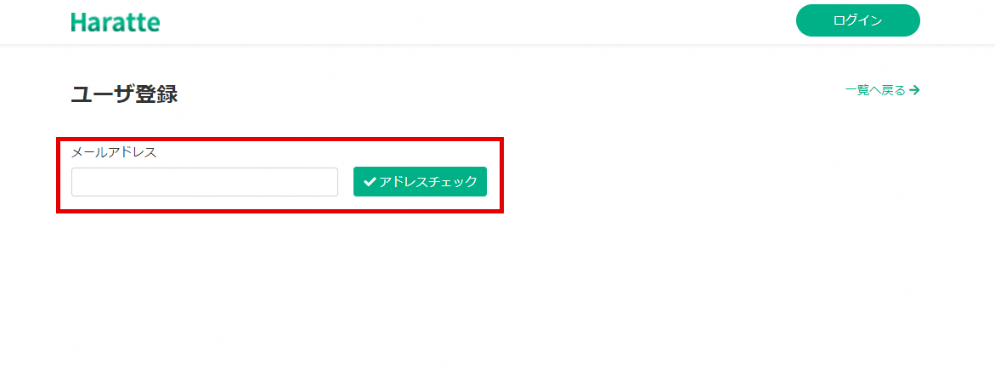 Haratte
ログイン
ユーザ登録
一覧へ戻る
メールアドレス
アドレスチェック